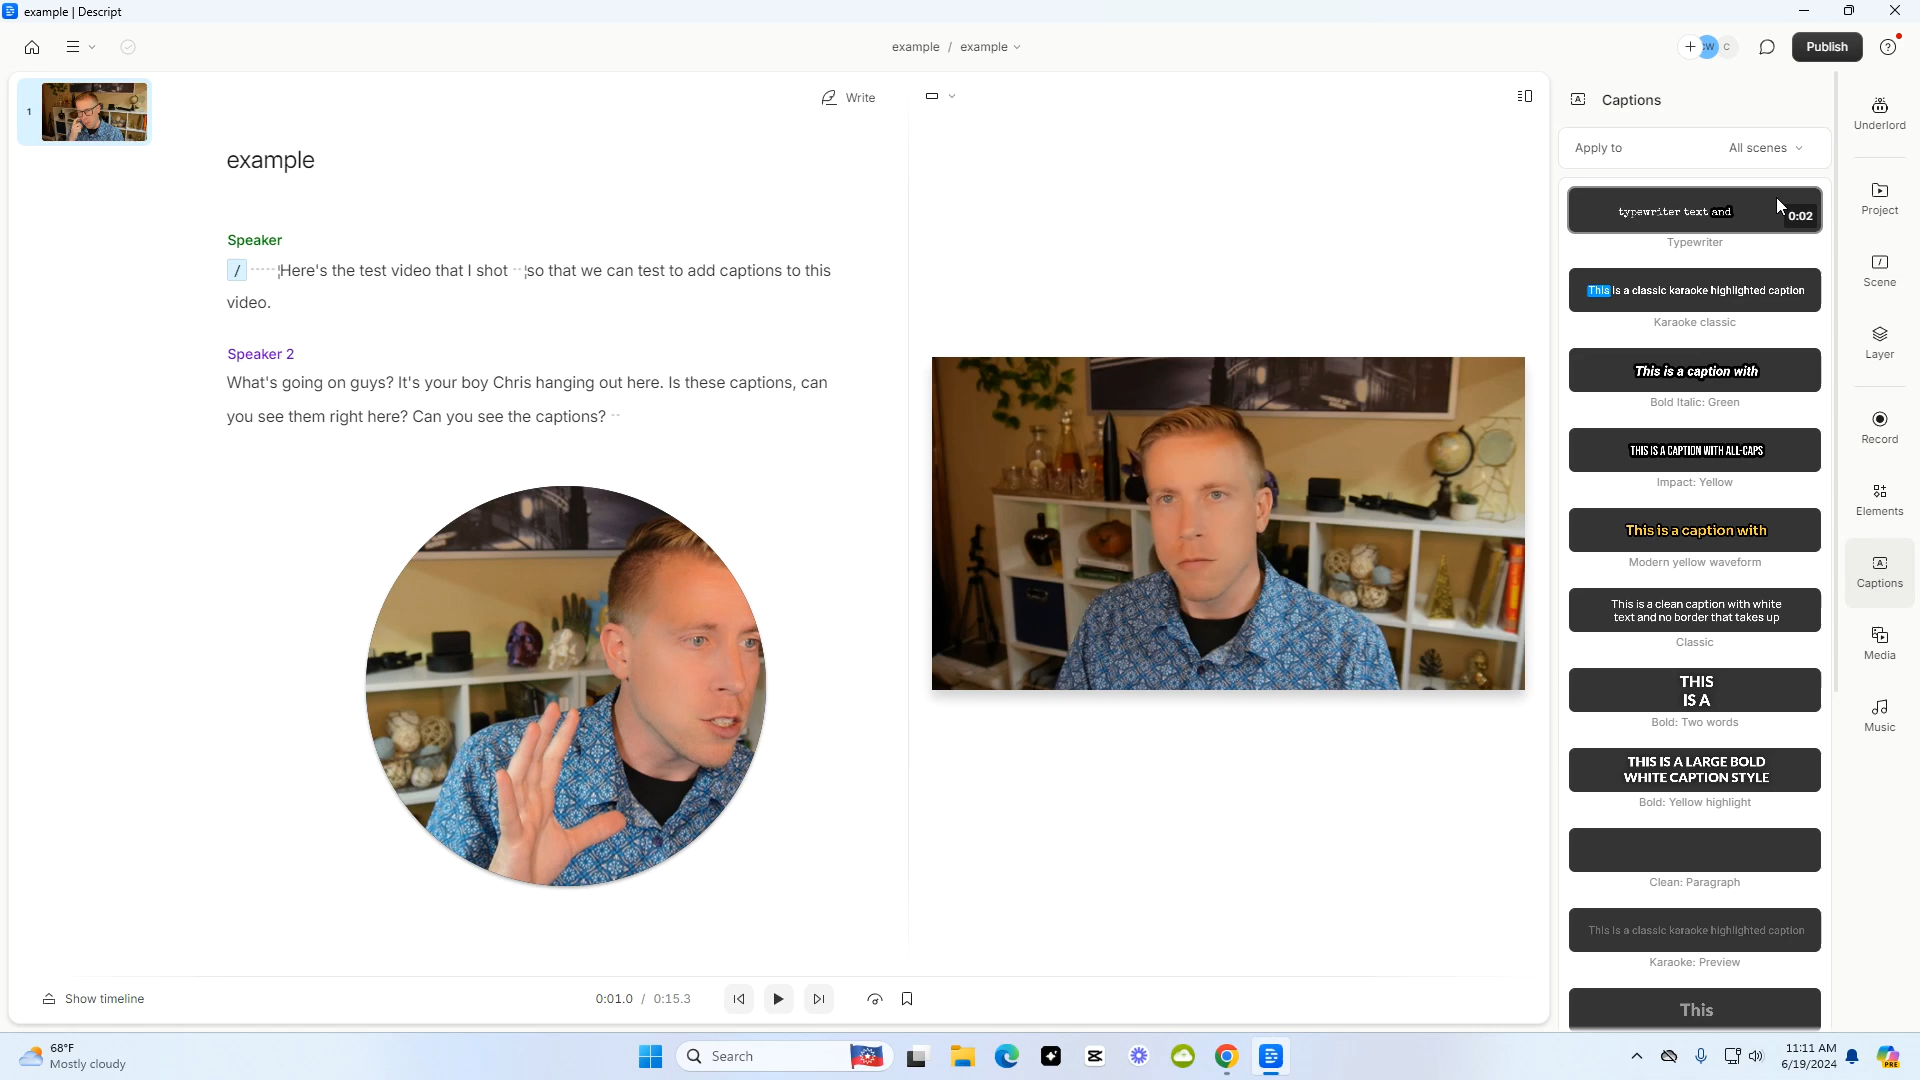 example | Descript
example / example
CW
C
Publish
1
Write
example
Speaker
/ Here's the test video that I shot so that we can test to add captions to this
video.
Speaker 2
What's going on guys? It's your boy Chris hanging out here. Is these captions, can
you see them right here? Can you see the captions?
Show timeline
0:01.0 / 0:15.3
Captions
Apply to
All scenes
typewriter text and
0:02
Typewriter
This is a classic karaoke highlighted caption
Karaoke classic
This is a caption with
Bold Italic: Green
THIS IS A CAPTION WITH ALL-CAPS
Impact: Yellow
This is a caption with
Modern yellow waveform
This is a clean caption with white
text and no border that takes up
Classic
THIS
IS A
Bold: Two words
THIS IS A LARGE BOLD
WHITE CAPTION STYLE
Bold: Yellow highlight
Clean: Paragraph
This is a classic karaoke highlighted caption
Karaoke: Preview
This
Underlord
Project
Scene
Layer
Record
Elements
Captions
Media
Music
68°F
Mostly cloudy
Search
11:11 AM
6/19/2024
PRE